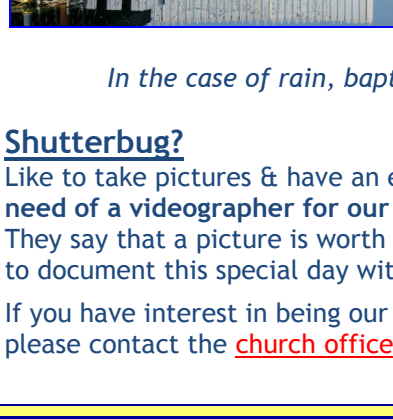 In the case of rain, bapt
Shutterbug?
Like to take pictures & have an e
need of a videographer for our
They say that a picture is worth
to document this special day wit
If you have interest in being our
please contact the church office